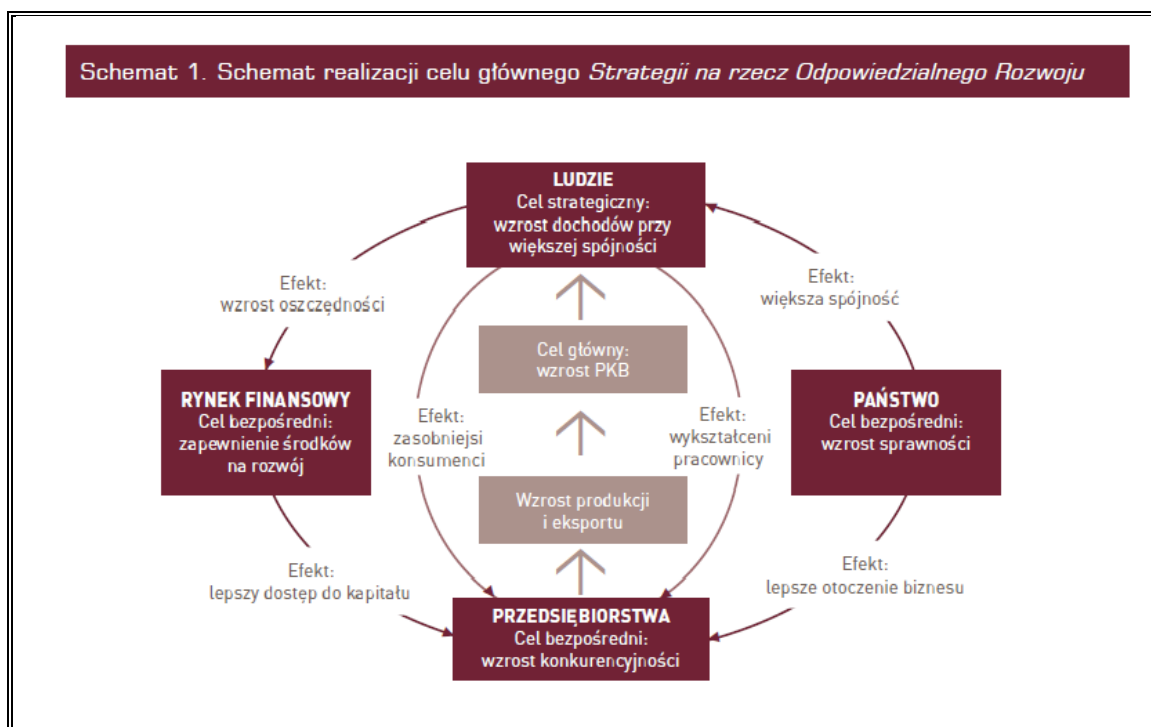 Schemat 1. Schemat realizacji celu głównego Strategii na rzecz Odpowiedzialnego Rozwoju
LUDZIE
Cel strategiczny:
wzrost dochodów przy
większej spójności
Efekt:
wzrost oszczędności
Efekt:
większa spójność
Cel główny:
wzrost PKB
RYNEK FINANSOWY
Cel bezpośredni:
zapewnienie środków
na rozwój
Efekt:
zasobniejsi
konsumenci
Efekt:
wykształceni
pracownicy
PAŃSTWO
Cel bezpośredni:
wzrost sprawności
Wzrost produkcji
i eksportu
Efekt:
lepszy dostęp do kapitału
Efekt:
lepsze otoczenie biznesu
PRZEDSIĘBIORSTWA
Cel bezpośredni:
wzrost konkurencyjności